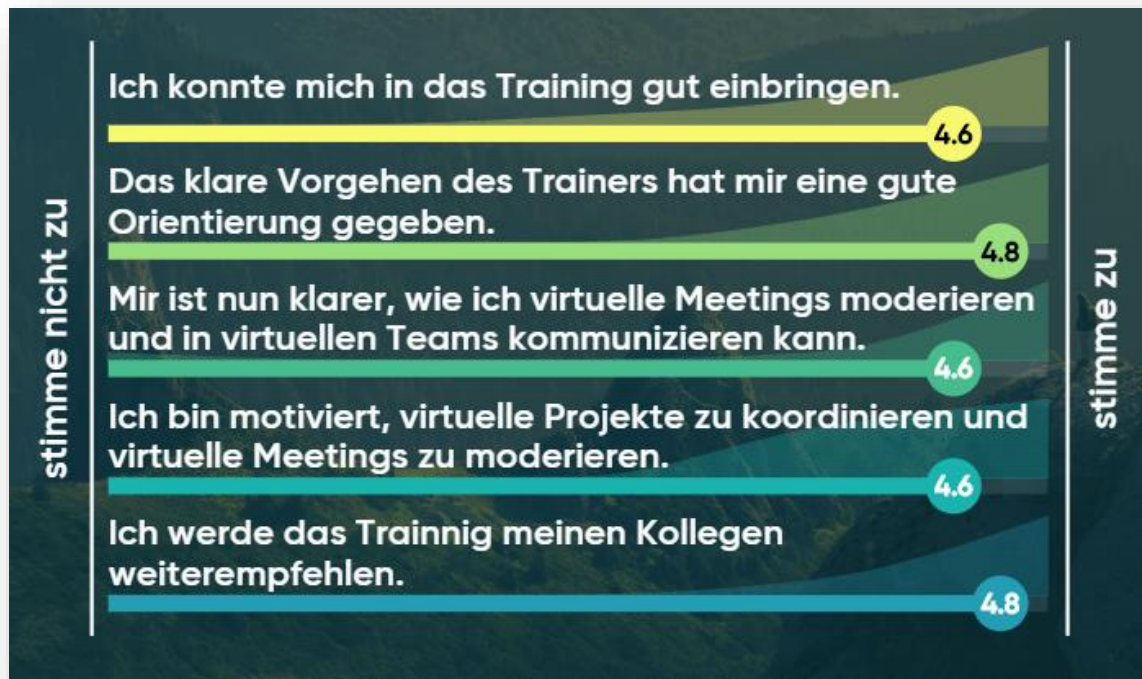 stimme nicht zu
Ich konnte mich in das Training gut einbringen.
4.6
Das klare Vorgehen des Trainers hat mir eine gute
Orientierung gegeben.
4.8
Mir ist nun klarer, wie ich virtuelle Meetings moderieren
und in virtuellen Teams kommunizieren kann.
4.6
Ich bin motiviert, virtuelle Projekte zu koordinieren und
virtuelle Meetings zu moderieren.
4.6
Ich werde das Trainnig meinen Kollegen
weiterempfehlen.
4.8
stimme zu